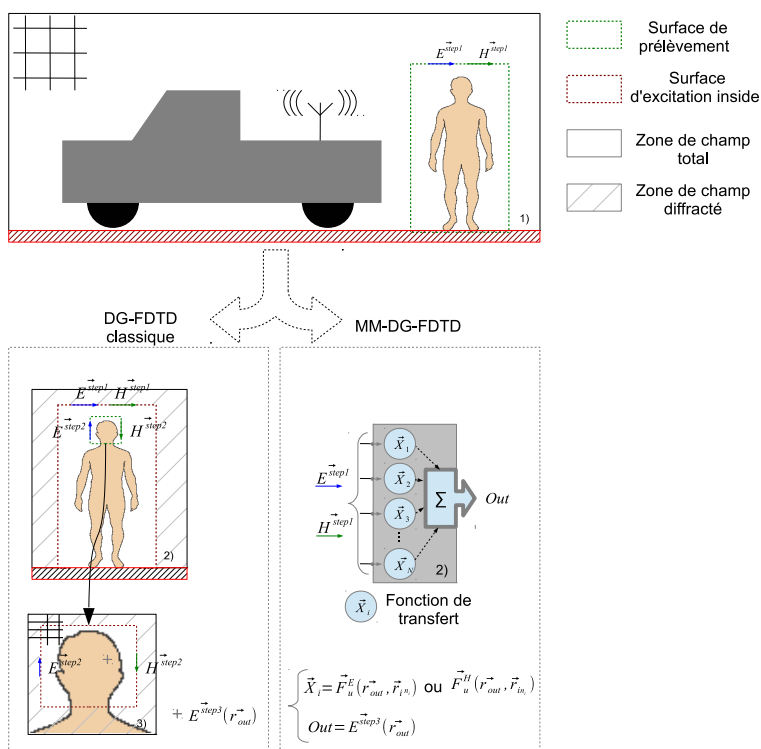 E^step1 H^step1
1)
Surface de
prélèvement
Surface
d'excitation inside
Zone de champ
total
Zone de champ
diffracté
DG-FDTD
classique
MM-DG-FDTD
E^step1 H^step1
E^step2 H^step2
2)
E^step2 H^step2
3)
+ E^step3(r_out)
E^step1
H^step1
X_1
X_2
X_3
X_N
Σ
Out
2)
X_i
Fonction de
transfert
X_i = F_u^E(r_out, r_in_i) ou F_u^H(r_out, r_in_i)
Out = E^step3(r_out)